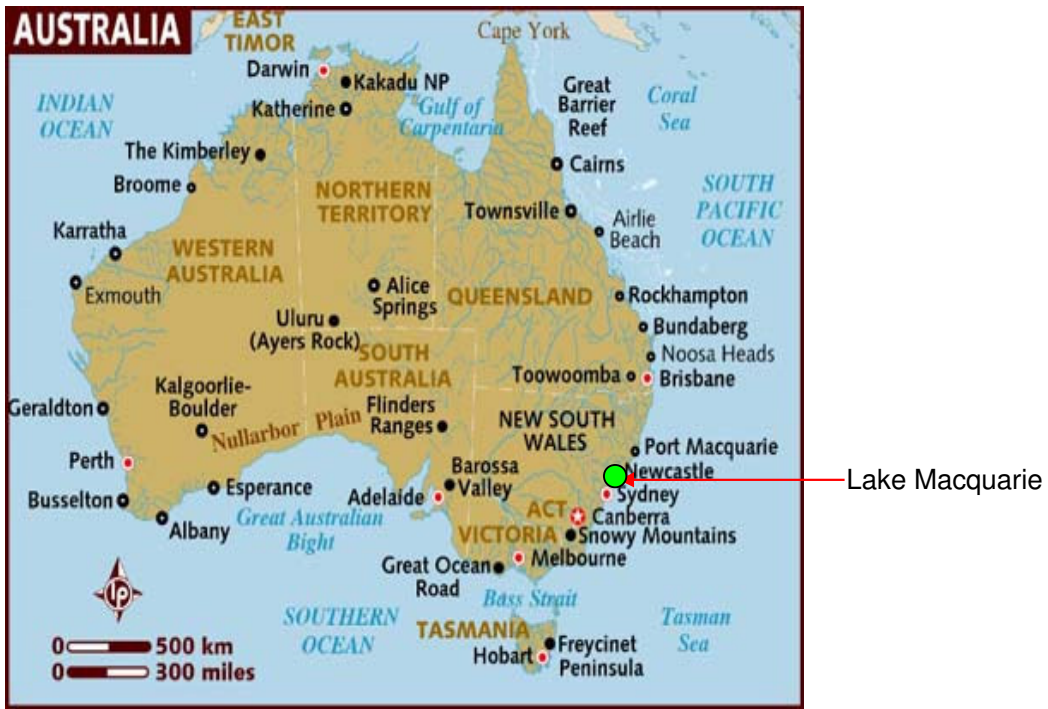 AUSTRALIA
EAST
TIMOR
Cape York
Darwin
Kakadu NP
INDIAN
OCEAN
Katherine
Gulf of
Carpentaria
Great
Barrier
Reef
Coral
Sea
The Kimberley
Cairns
Broome
NORTHERN
TERRITORY
SOUTH
PACIFIC
OCEAN
Townsville
Airlie
Beach
Karratha
WESTERN
AUSTRALIA
Exmouth
Alice
Springs
QUEENSLAND
Rockhampton
Uluru
(Ayers Rock)
Bundaberg
SOUTH
AUSTRALIA
Noosa Heads
Toowoomba
Brisbane
Kalgoorlie-
Boulder
Geraldton
Nullarbor Plain
Flinders
Ranges
NEW SOUTH
WALES
Port Macquarie
Perth
Barossa
Valley
Newcastle
Lake Macquarie
Busselton
Esperance
Adelaide
Sydney
Albany
Great Australian
Bight
ACT
Canberra
VICTORIA
Snowy Mountains
Great Ocean
Road
Melbourne
Bass Strait
lp
SOUTHERN
OCEAN
TASMANIA
Tasman
Sea
Hobart
Freycinet
Peninsula
0 500 km
0 300 miles